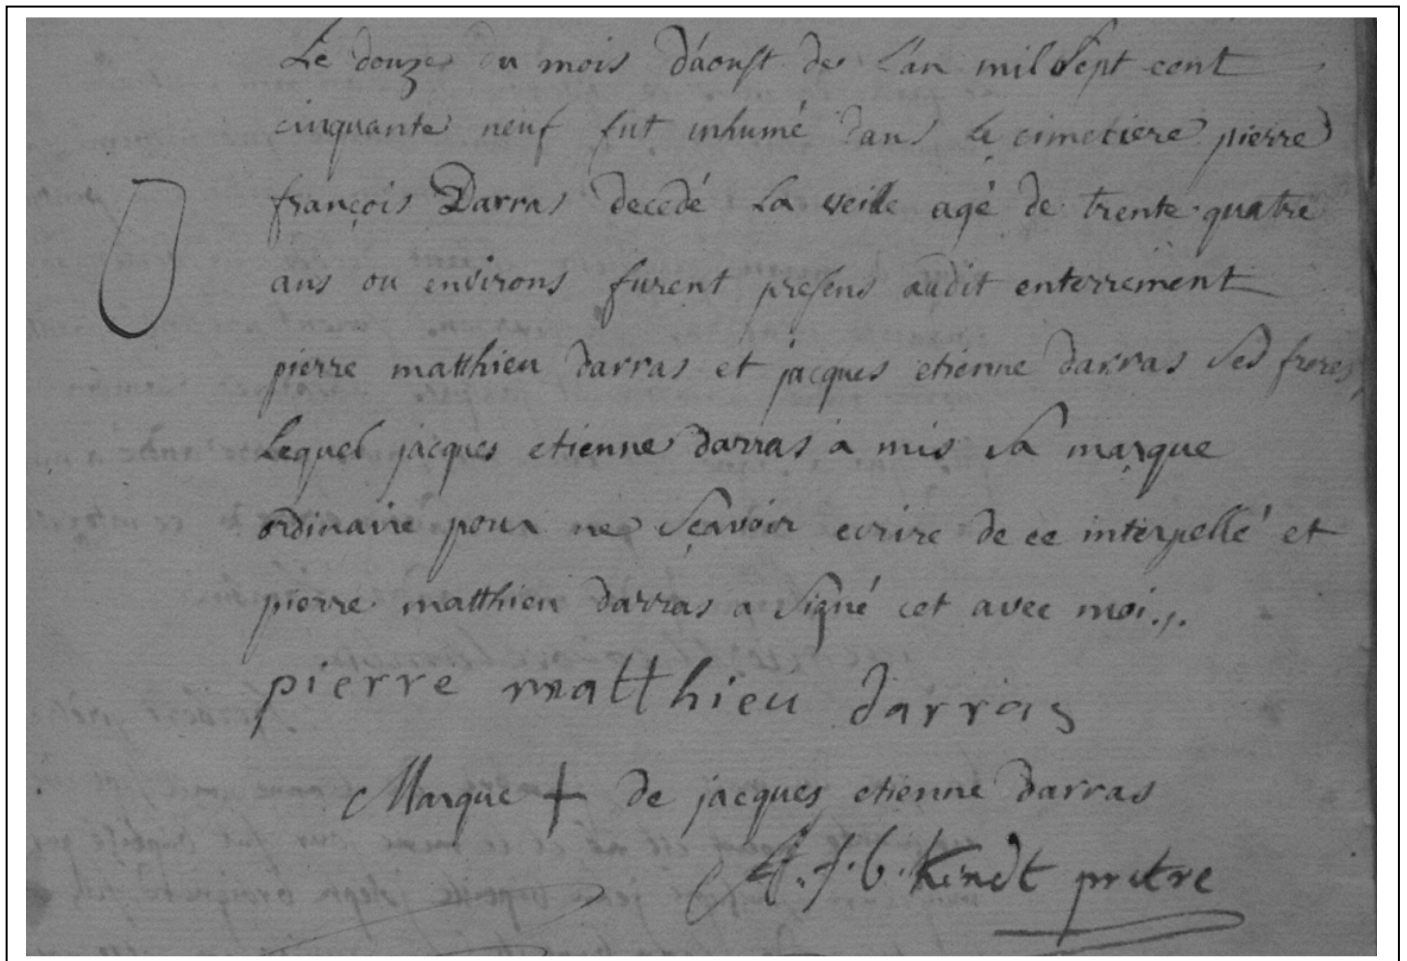 Le douze du mois d'aoust de l'an mil sept cent
cinquante neuf fut inhumé dans le cimetiere pierre
françois Darras decedé la veille agé de trente quatre
ans ou environs furent presens audit enterrement
pierre matthieu darras et jacques etienne darras ses freres,
lequel jacques etienne darras a mis sa marque
ordinaire pour ne sçavoir ecrire de ce interpellé et
pierre matthieu darras a signé cet avec moi.,.
pierre matthieu darras
Marque + de jacques etienne darras
f. b. Kindt pretre